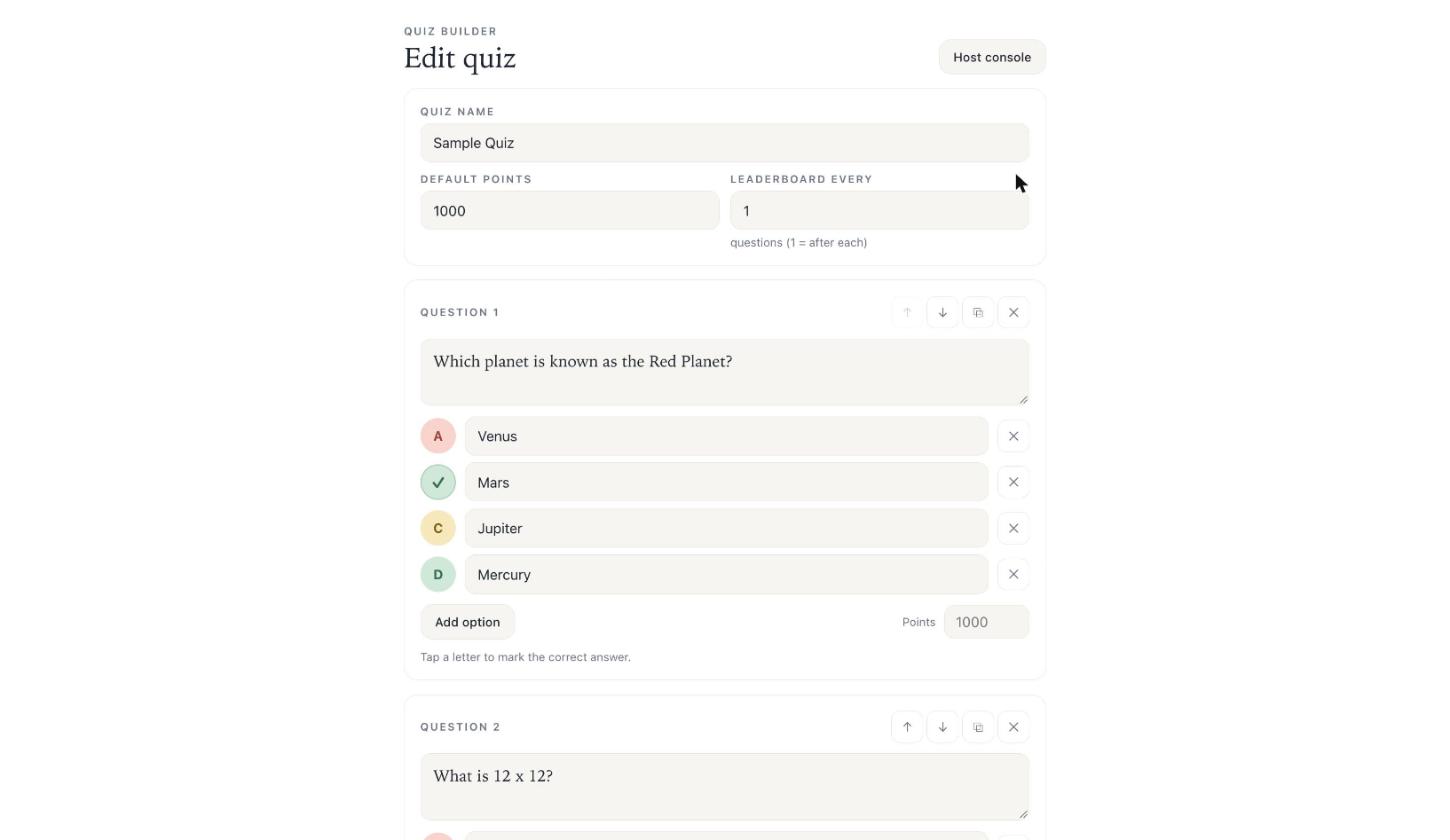 QUIZ BUILDER
Edit quiz
Host console
QUIZ NAME
Sample Quiz
DEFAULT POINTS
LEADERBOARD EVERY
1000
1
questions (1 = after each)
QUESTION 1
Which planet is known as the Red Planet?
A
Venus
Mars
C
Jupiter
D
Mercury
Add option
Points
1000
Tap a letter to mark the correct answer.
QUESTION 2
What is 12 x 12?